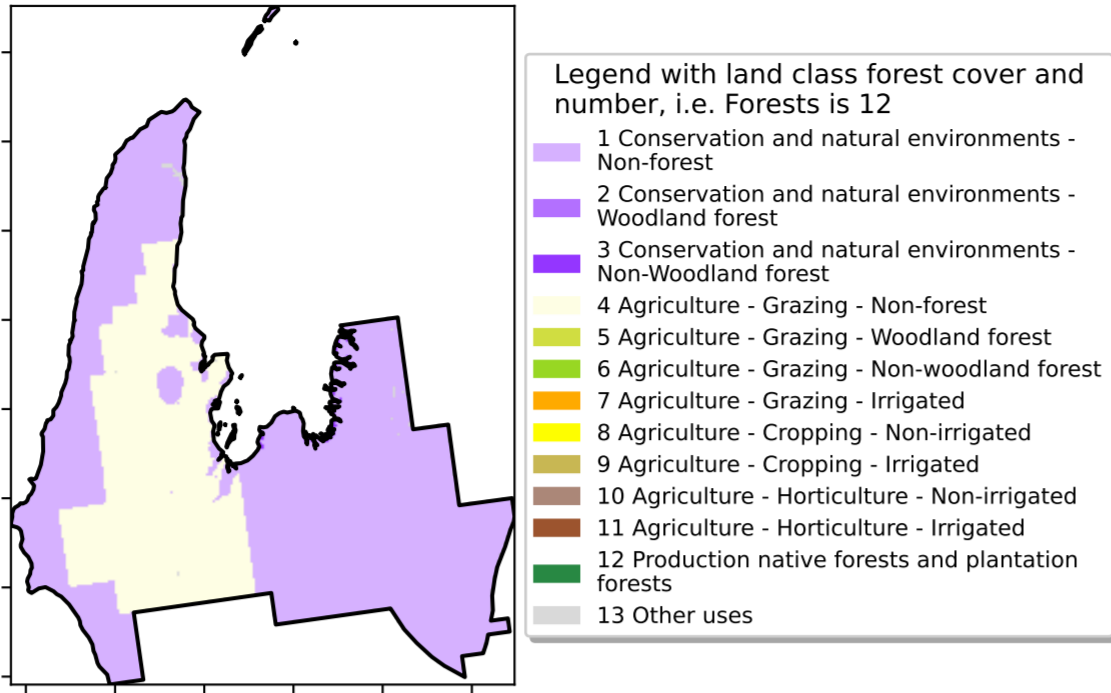 Legend with land class forest cover and
number, i.e. Forests is 12
1 Conservation and natural environments -
Non-forest
2 Conservation and natural environments -
Woodland forest
3 Conservation and natural environments -
Non-Woodland forest
4 Agriculture - Grazing - Non-forest
5 Agriculture - Grazing - Woodland forest
6 Agriculture - Grazing - Non-woodland forest
7 Agriculture - Grazing - Irrigated
8 Agriculture - Cropping - Non-irrigated
9 Agriculture - Cropping - Irrigated
10 Agriculture - Horticulture - Non-irrigated
11 Agriculture - Horticulture - Irrigated
12 Production native forests and plantation
forests
13 Other uses